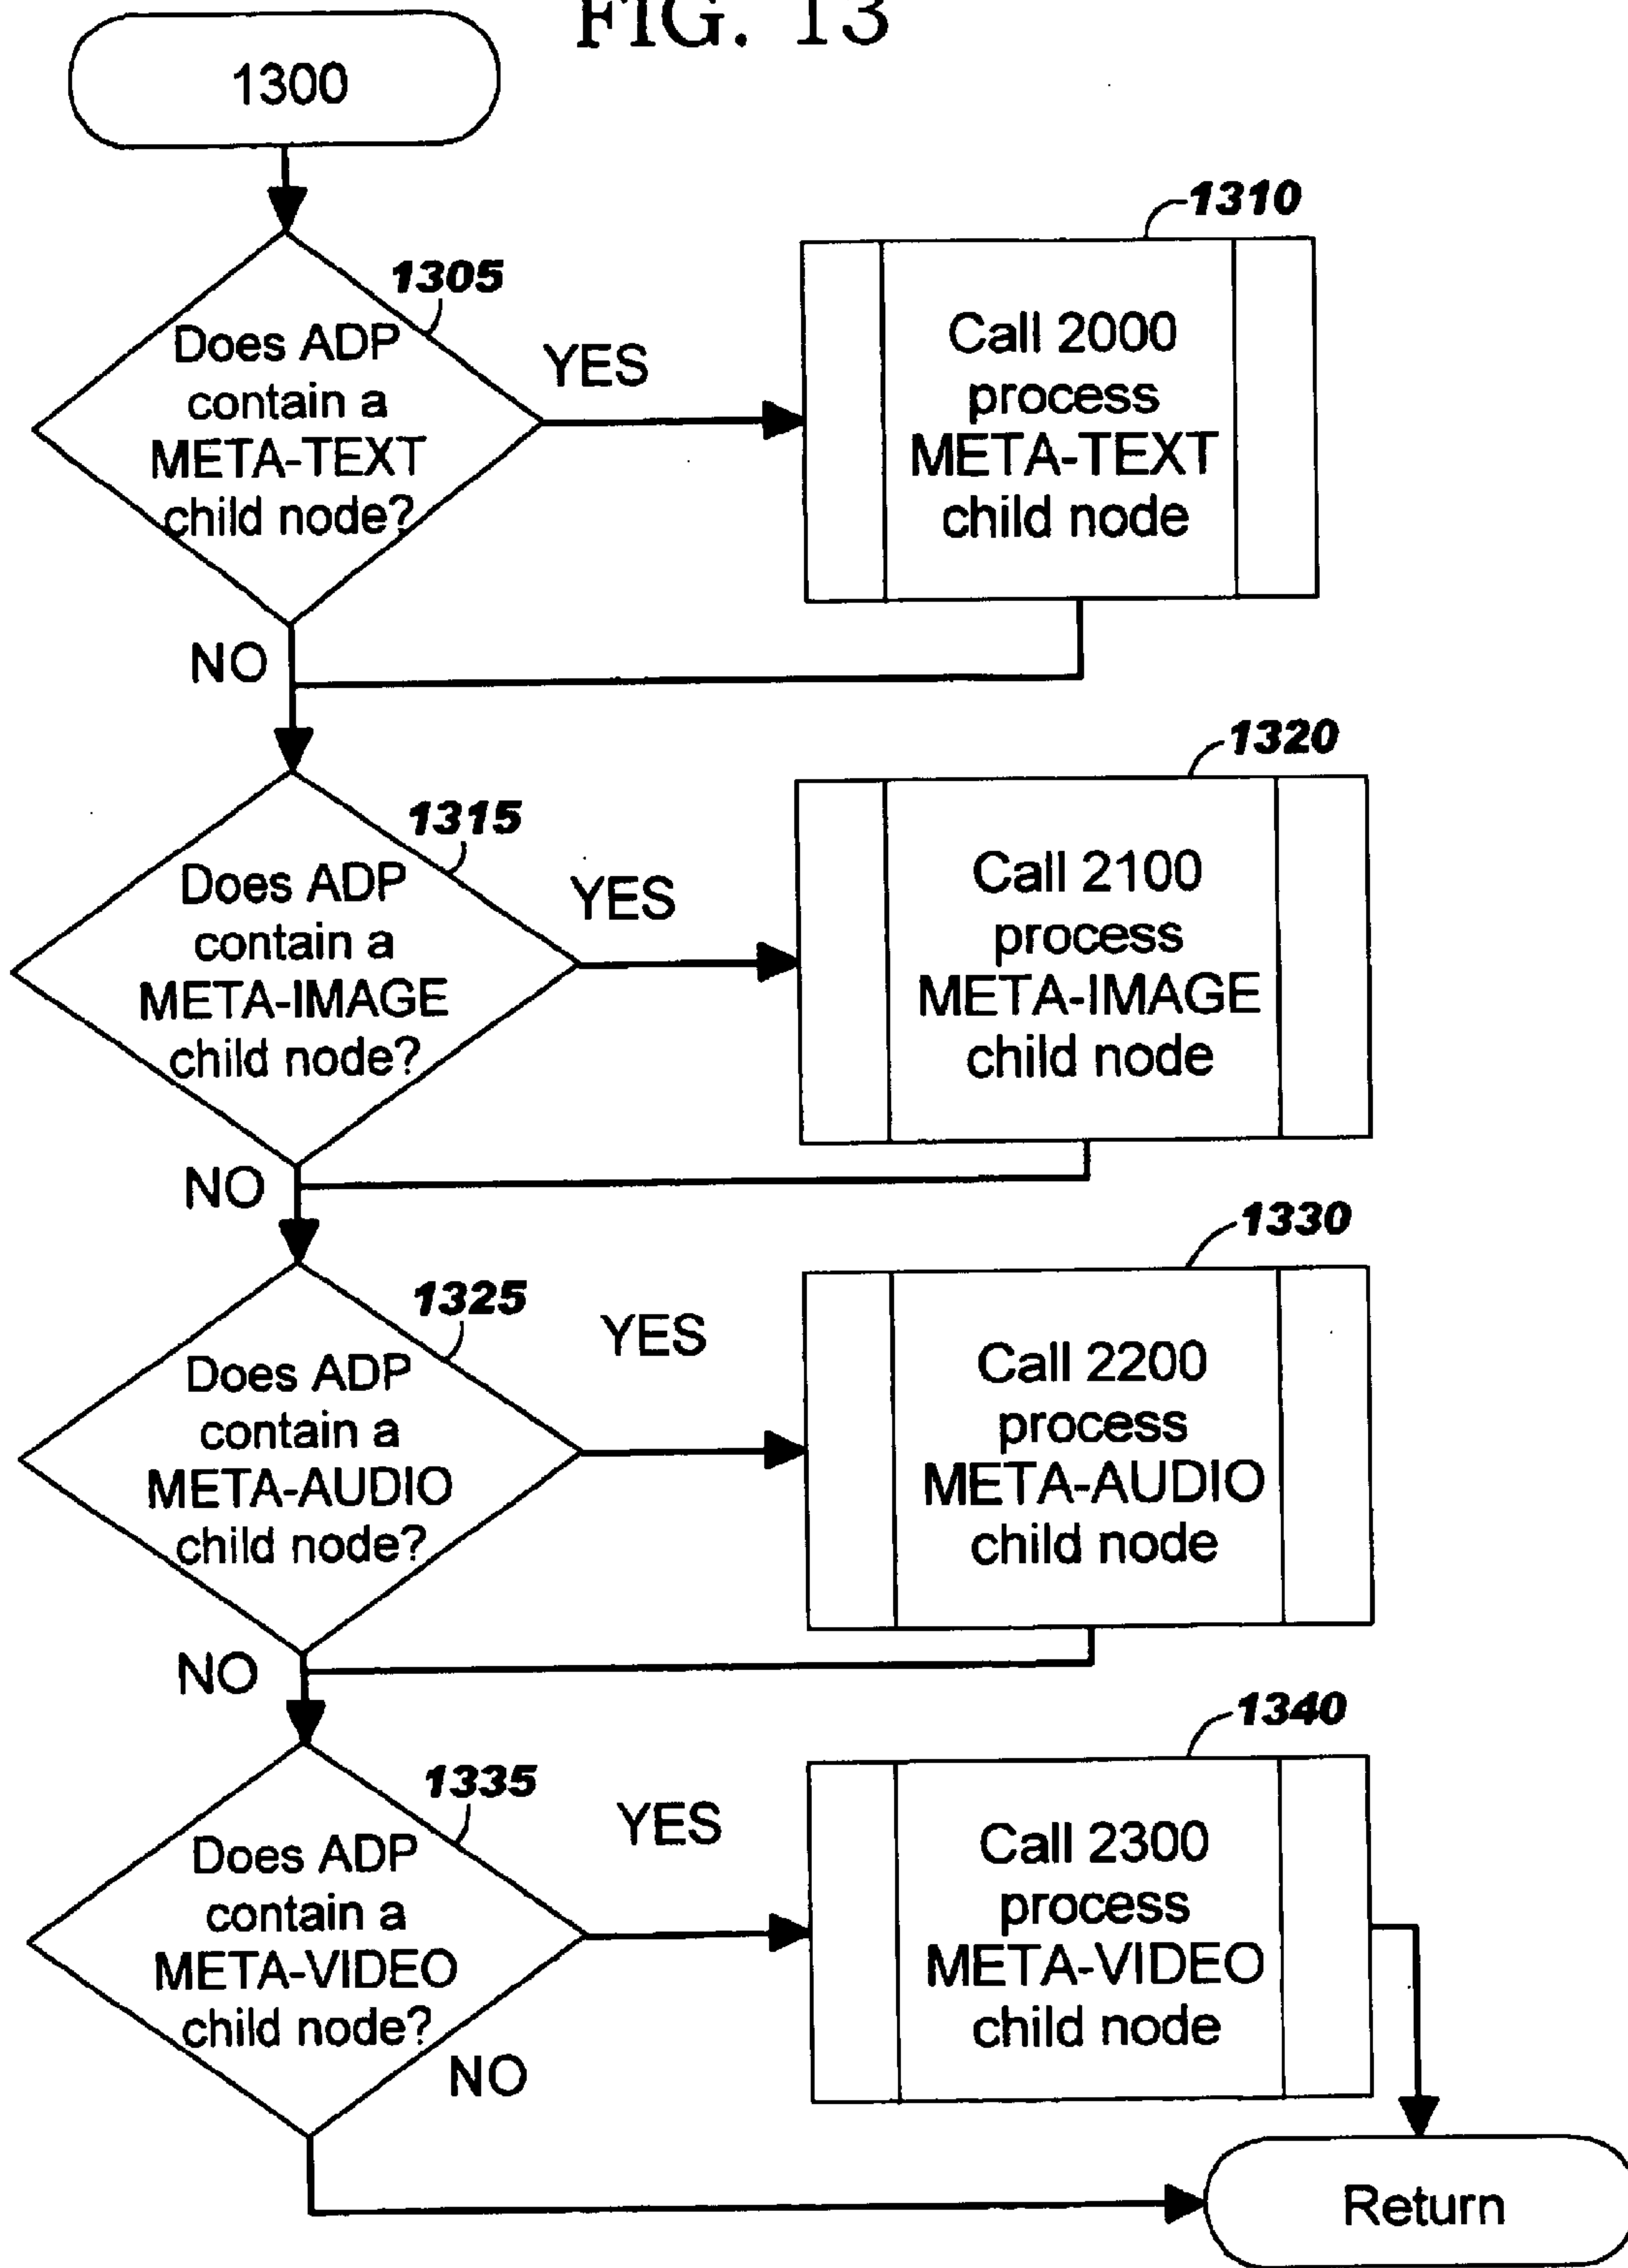 FIG. 13
1300
1305
Does ADP
contain a
META-TEXT
child node?
YES
1310
Call 2000
process
META-TEXT
child node
NO
1315
Does ADP
contain a
META-IMAGE
child node?
YES
1320
Call 2100
process
META-IMAGE
child node
NO
1325
Does ADP
contain a
META-AUDIO
child node?
YES
1330
Call 2200
process
META-AUDIO
child node
NO
1335
Does ADP
contain a
META-VIDEO
child node?
YES
1340
Call 2300
process
META-VIDEO
child node
NO
Return